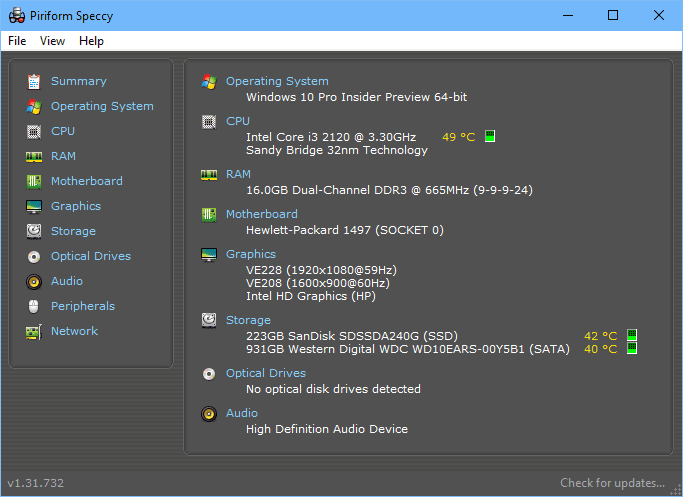 Piriform Speccy
File View Help
Summary
Operating System
CPU
RAM
Motherboard
Graphics
Storage
Optical Drives
Audio
Peripherals
Network
Operating System
Windows 10 Pro Insider Preview 64-bit
CPU
Intel Core i3 2120 @ 3.30GHz 49 °C
Sandy Bridge 32nm Technology
RAM
16.0GB Dual-Channel DDR3 @ 665MHz (9-9-9-24)
Motherboard
Hewlett-Packard 1497 (SOCKET 0)
Graphics
VE228 (1920x1080@59Hz)
VE208 (1600x900@60Hz)
Intel HD Graphics (HP)
Storage
223GB SanDisk SDSSDA240G (SSD) 42 °C
931GB Western Digital WDC WD10EARS-00Y5B1 (SATA) 40 °C
Optical Drives
No optical disk drives detected
Audio
High Definition Audio Device
v1.31.732 Check for updates...